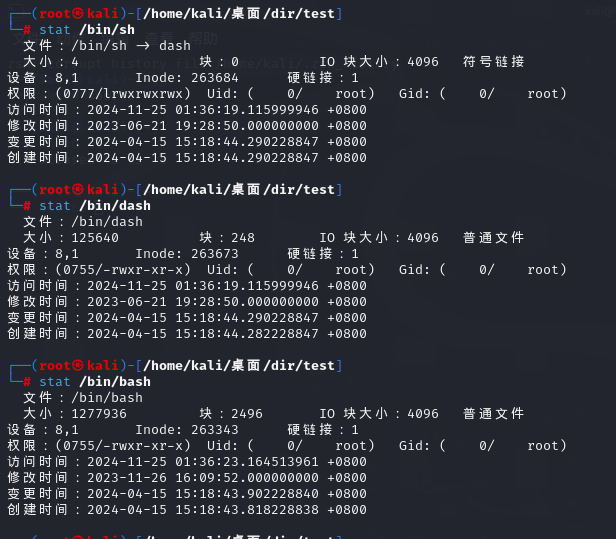 ┌──(root㉿kali)-[/home/kali/桌面/dir/test]
└─# stat /bin/sh
文件：/bin/sh -> dash
大小：4 块：0 IO 块大小：4096 符号链接
设备：8,1 Inode: 263684 硬链接：1
权限：(0777/lrwxrwxrwx) Uid: ( 0/ root) Gid: ( 0/ root)
访问时间：2024-11-25 01:36:19.115999946 +0800
修改时间：2023-06-21 19:28:50.000000000 +0800
变更时间：2024-04-15 15:18:44.290228847 +0800
创建时间：2024-04-15 15:18:44.290228847 +0800
┌──(root㉿kali)-[/home/kali/桌面/dir/test]
└─# stat /bin/dash
文件：/bin/dash
大小：125640 块：248 IO 块大小：4096 普通文件
设备：8,1 Inode: 263673 硬链接：1
权限：(0755/-rwxr-xr-x) Uid: ( 0/ root) Gid: ( 0/ root)
访问时间：2024-11-25 01:36:19.115999946 +0800
修改时间：2023-06-21 19:28:50.000000000 +0800
变更时间：2024-04-15 15:18:44.290228847 +0800
创建时间：2024-04-15 15:18:44.282228847 +0800
┌──(root㉿kali)-[/home/kali/桌面/dir/test]
└─# stat /bin/bash
文件：/bin/bash
大小：1277936 块：2496 IO 块大小：4096 普通文件
设备：8,1 Inode: 263343 硬链接：1
权限：(0755/-rwxr-xr-x) Uid: ( 0/ root) Gid: ( 0/ root)
访问时间：2024-11-25 01:36:23.164513961 +0800
修改时间：2023-11-26 16:09:52.000000000 +0800
变更时间：2024-04-15 15:18:43.902228840 +0800
创建时间：2024-04-15 15:18:43.818228838 +0800